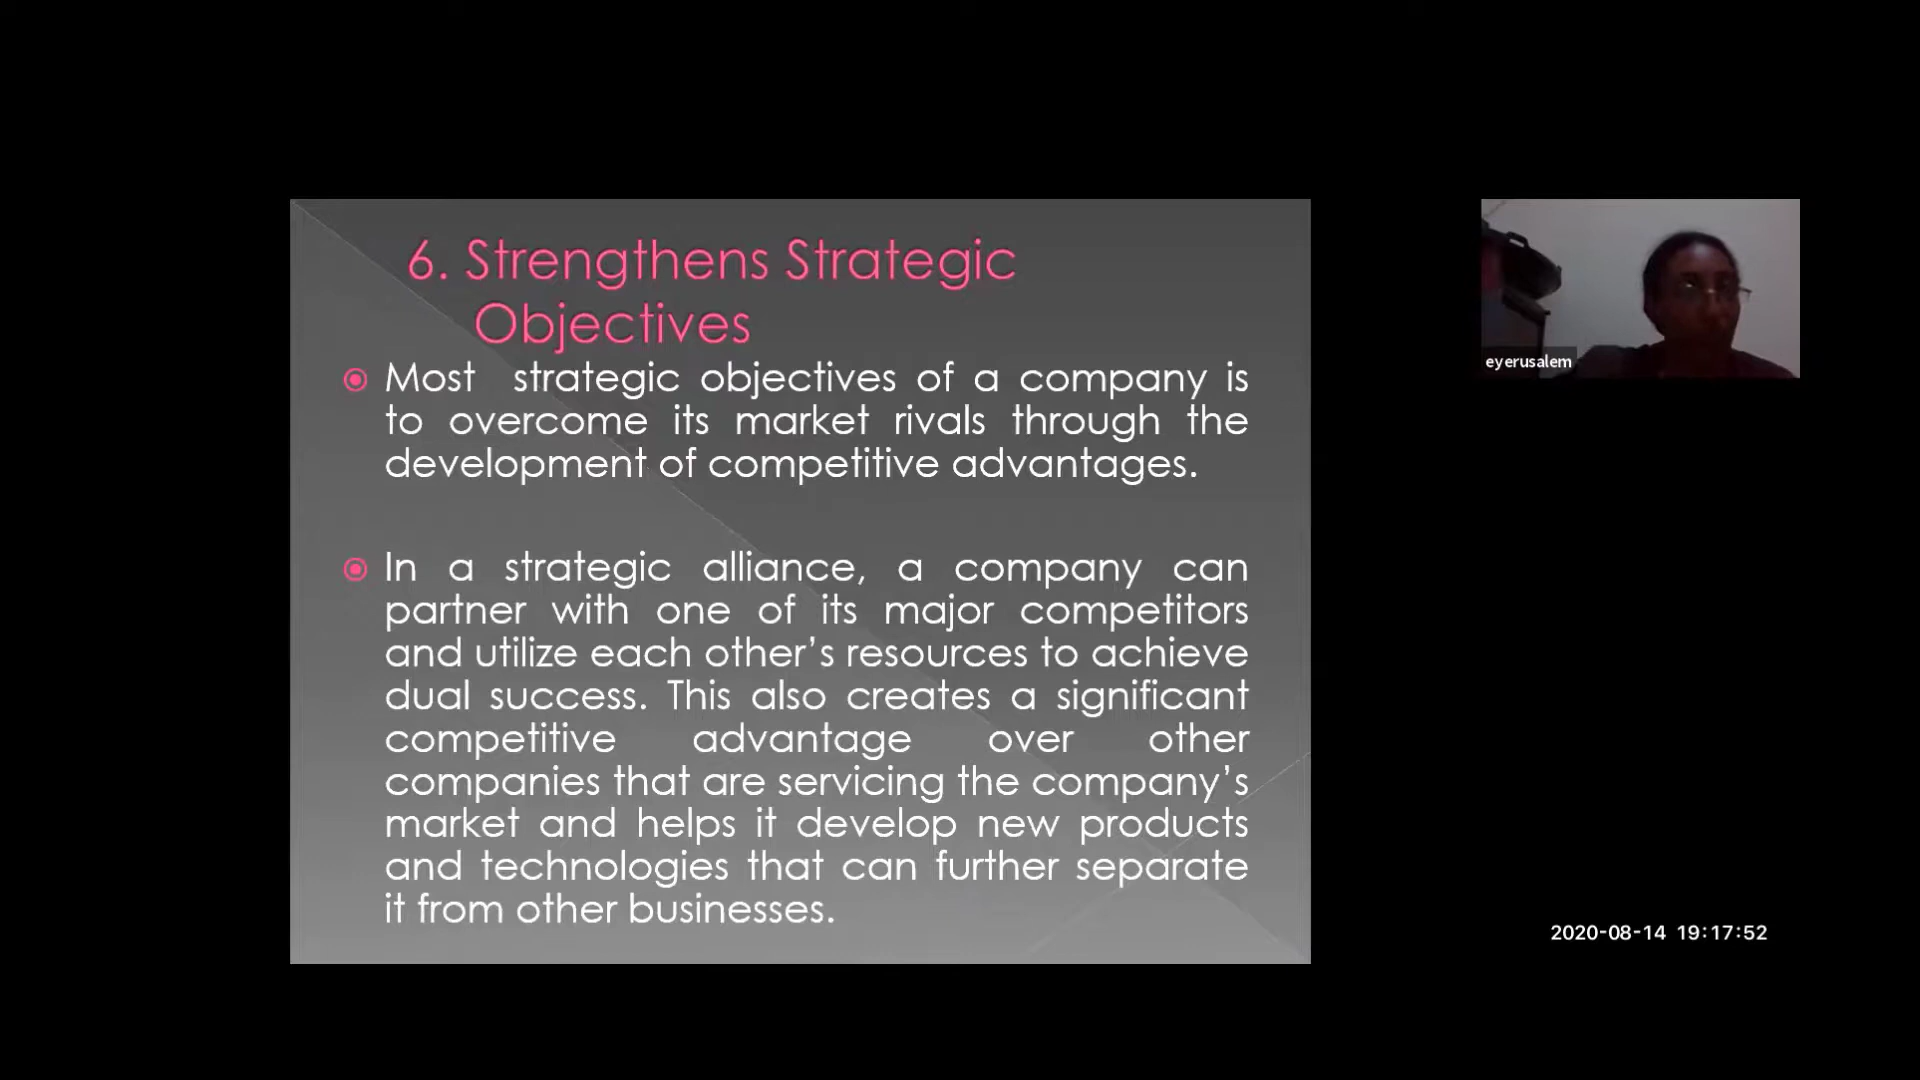 6. Strengthens Strategic
Objectives
Most strategic objectives of a company is
to overcome its market rivals through the
development of competitive advantages.
In a strategic alliance, a company can
partner with one of its major competitors
and utilize each other’s resources to achieve
dual success. This also creates a significant
competitive advantage over other
companies that are servicing the company’s
market and helps it develop new products
and technologies that can further separate
it from other businesses.
eyerusalem
2020-08-14 19:17:52